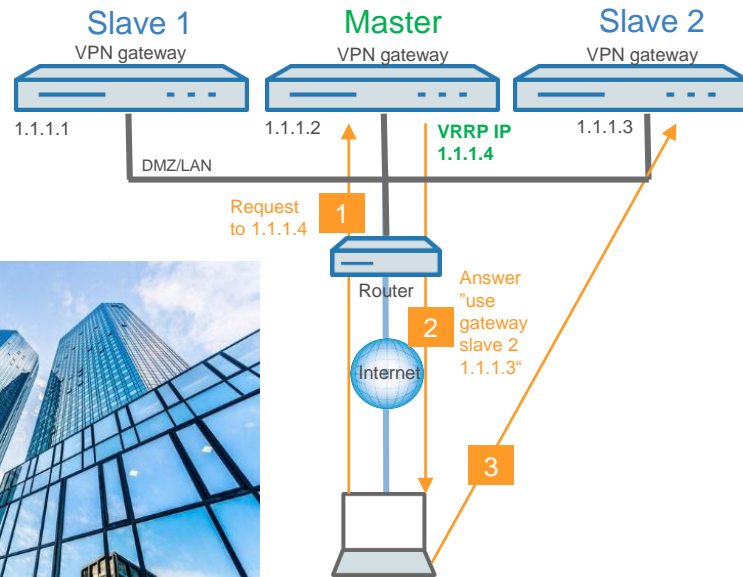 Slave 1
Master
Slave 2
VPN gateway
VPN gateway
VPN gateway
1.1.1.1
1.1.1.2
VRRP IP
1.1.1.4
1.1.1.3
DMZ/LAN
Request
to 1.1.1.4
1
Router
Answer
"use
gateway
slave 2
1.1.1.3“
2
Internet
3